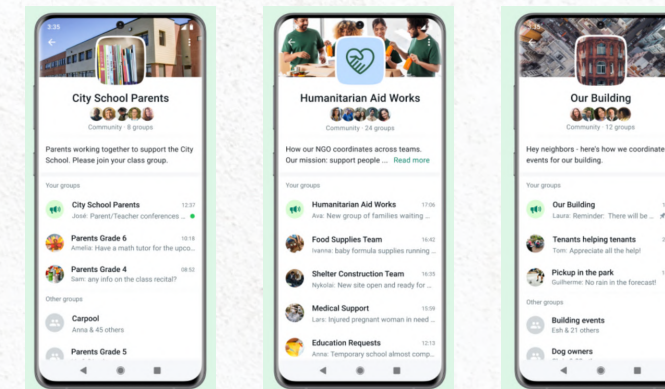 3:35
City School Parents
Community · 8 groups
Parents working together to support the City
School. Please join your class group.
Your groups
City School Parents 12:37
José: Parent/Teacher conferences ...
Parents Grade 6 10:18
Amelia: Have a math tutor for the upco...
Parents Grade 4 08:52
Sam: any info on the class recital?
Other groups
Carpool
Anna & 45 others
Parents Grade 5
Humanitarian Aid Works
Community · 24 groups
How our NGO coordinates across teams.
Our mission: support people ... Read more
Your groups
Humanitarian Aid Works 17:06
Ava: New group of families waiting ...
Food Supplies Team 16:42
Ivanna: baby formula supplies running ...
Shelter Construction Team 16:35
Nykolai: New site open and ready for ...
Medical Support 15:59
Lars: Injured pregnant woman in need ...
Education Requests 12:13
Anna: Temporary school almost comp...
Our Building
Community · 12 groups
Hey neighbors - here's how we coordinate
events for our building.
Your groups
Our Building
Laura: Reminder: There will be ...
Tenants helping tenants
Tom: Appreciate all the help!
Pickup in the park
Guilherme: No rain in the forecast!
Other groups
Building events
Esh & 21 others
Dog owners